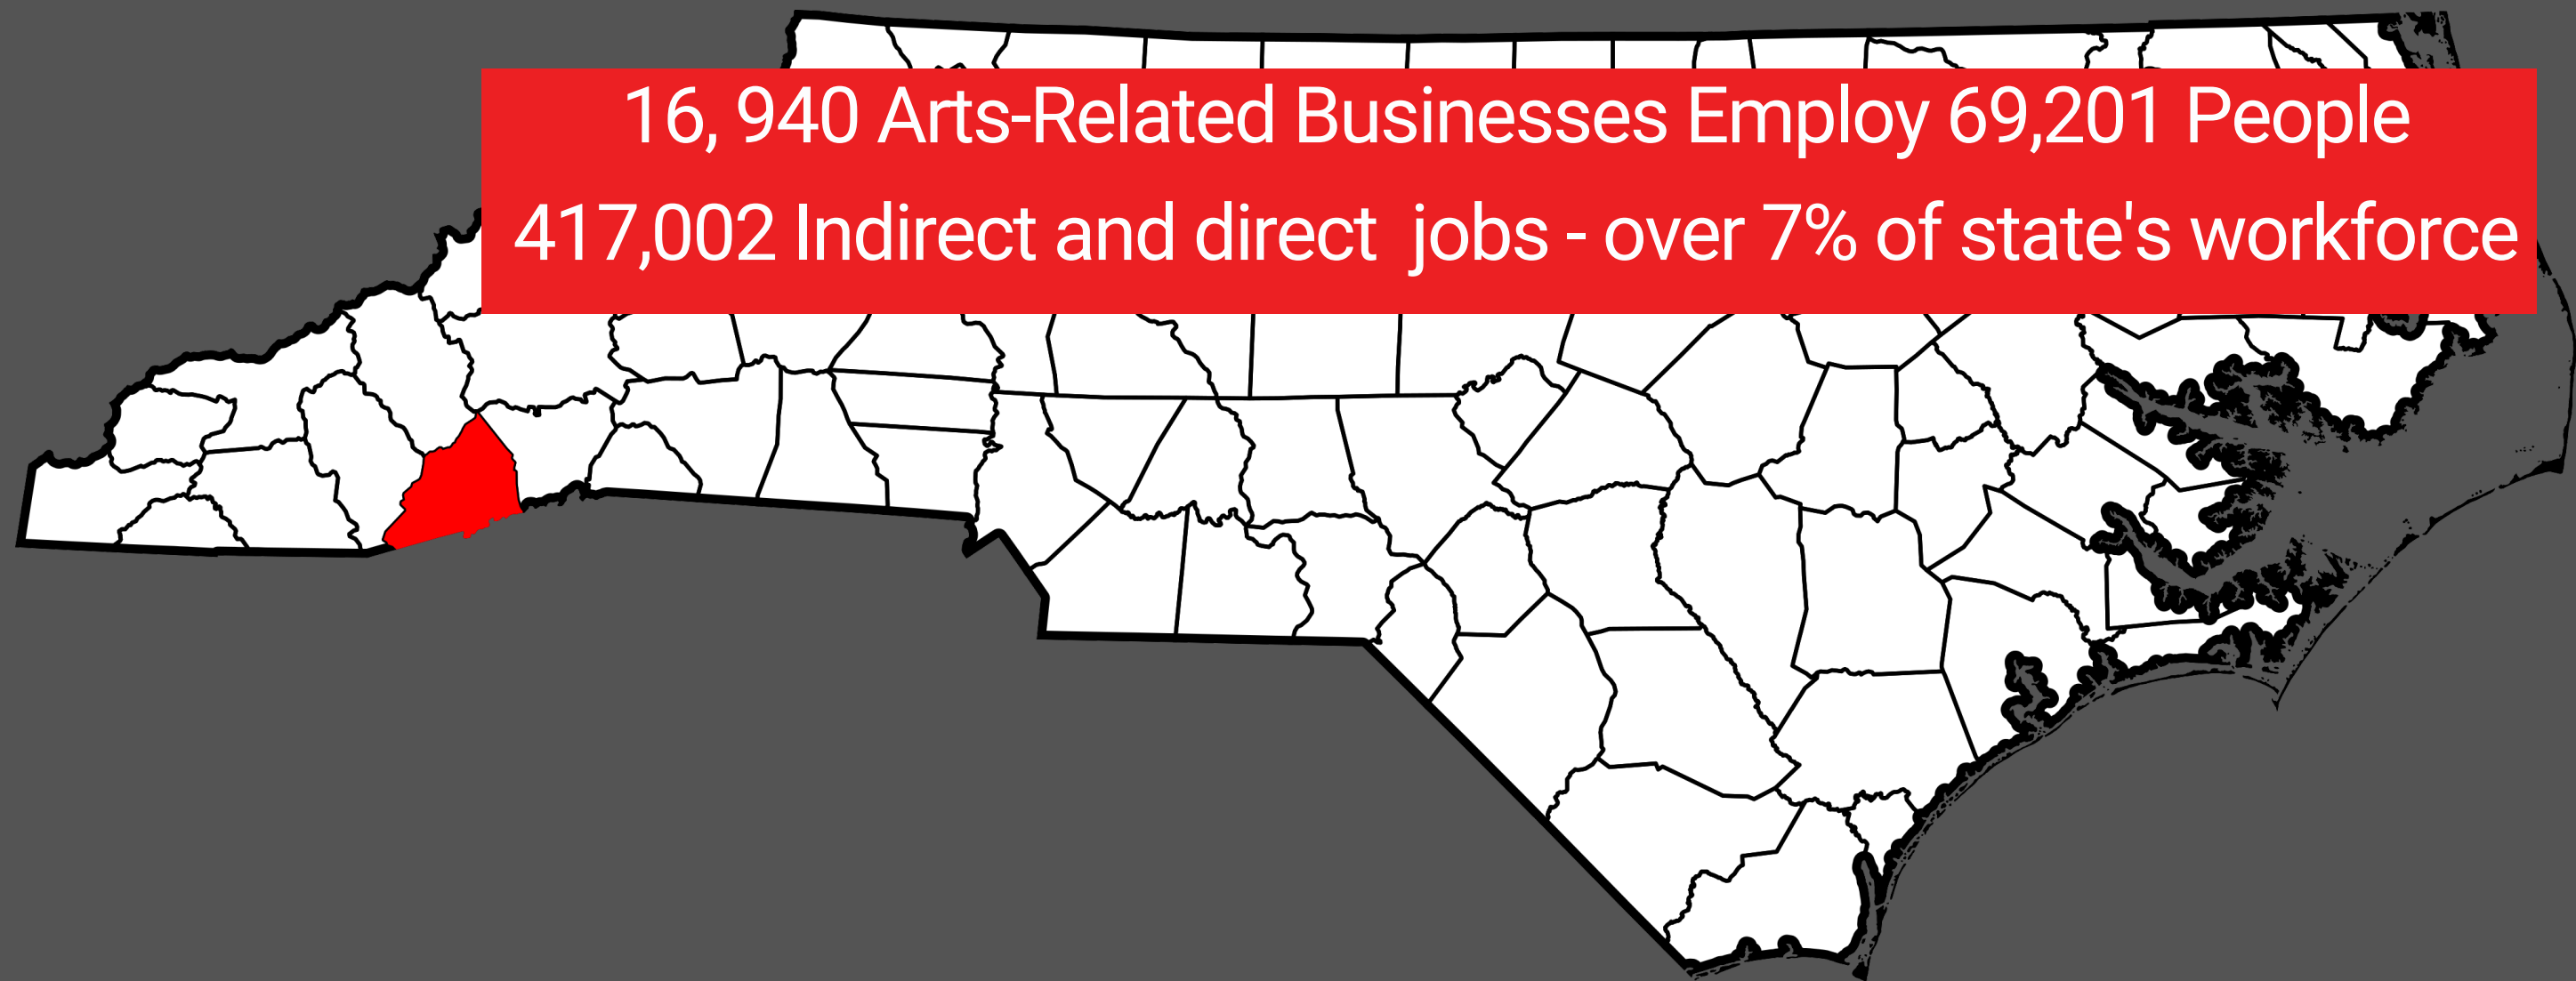 16, 940 Arts-Related Businesses Employ 69,201 People
417,002 Indirect and direct  jobs - over 7% of state's workforce